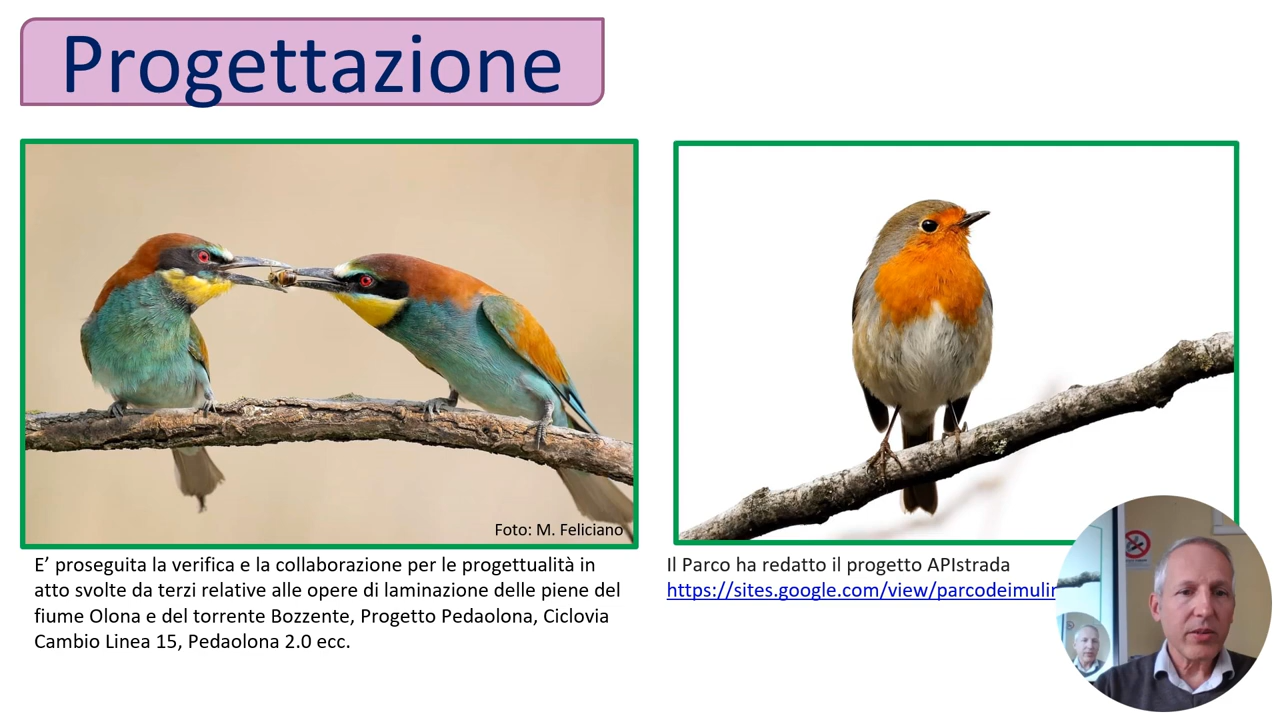 Progettazione
Foto: M. Feliciano
E’ proseguita la verifica e la collaborazione per le progettualità in
atto svolte da terzi relative alle opere di laminazione delle piene del
fiume Olona e del torrente Bozzente, Progetto Pedaolona, Ciclovia
Cambio Linea 15, Pedaolona 2.0 ecc.
Il Parco ha redatto il progetto APIstrada
https://sites.google.com/view/parcodeimulin